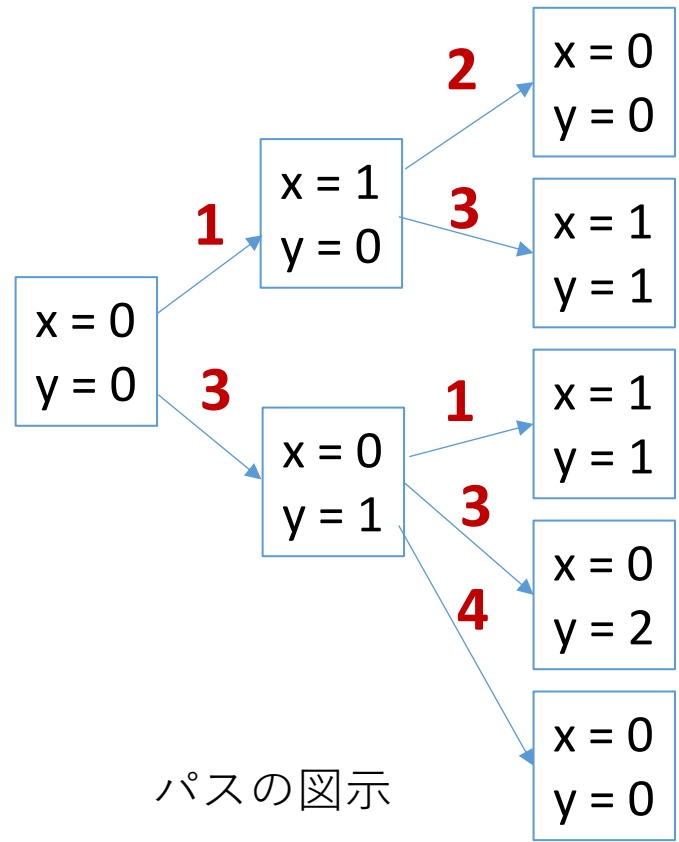 x = 0
y = 0
1
3
x = 1
y = 0
x = 0
y = 1
2
3
1
3
4
x = 0
y = 0
x = 1
y = 1
x = 1
y = 1
x = 0
y = 2
x = 0
y = 0
パスの図示